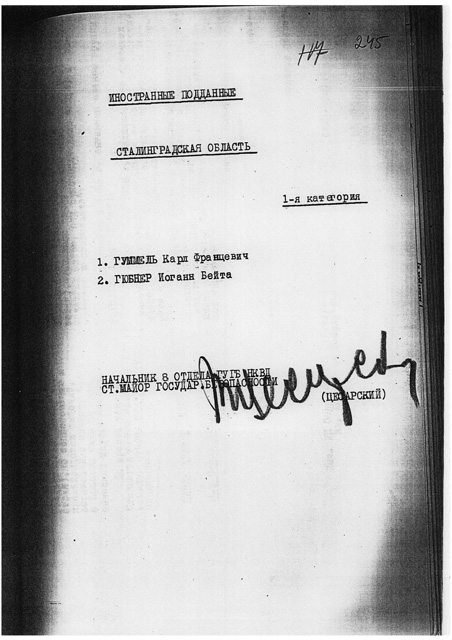 245
ИНОСТРАННЫЕ ПОДДАННЫЕ
СТАЛИНГРАДСКАЯ ОБЛАСТЬ
1-я категория
1. ГУММЕЛЬ Карл Францевич
2. ГЮБНЕР Иоганн Бейта
НАЧАЛЬНИК 8 ОТДЕЛА ГУГБ НКВД
СТ.МАЙОР ГОСУДАР.БЕЗОПАСНОСТИ
(ЦЕСАРСКИЙ)